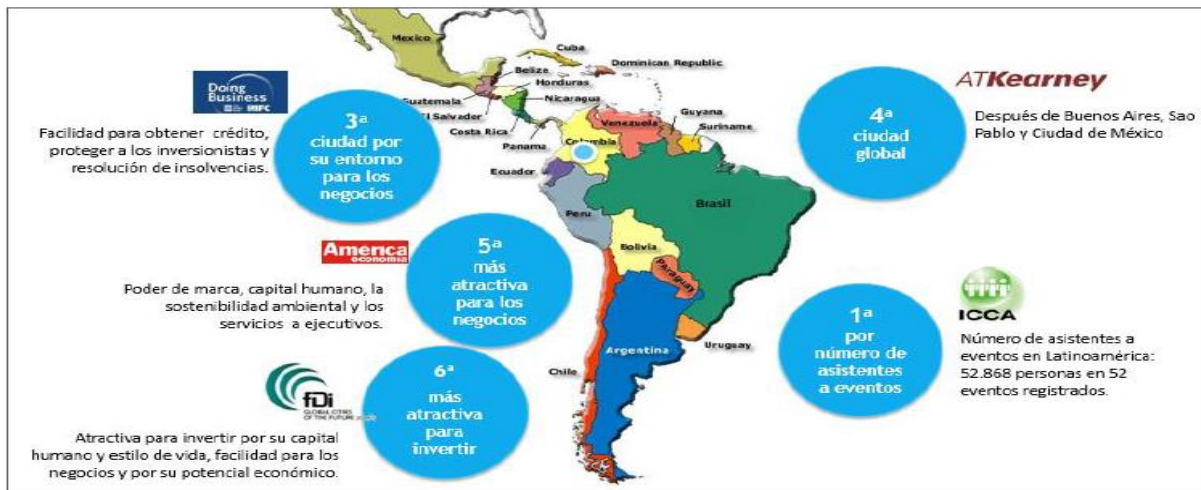 Mexico
Cuba
Dominican Republic
Belize
Honduras
Guatemala
El Salvador
Nicaragua
Costa Rica
Panama
Guyana
Venezuela
Suriname
Colombia
Ecuador
Peru
Brasil
Bolivia
Paraguay
Uruguay
Argentina
Chile
Doing
Business
IFC
Facilidad para obtener crédito,
proteger a los inversionistas y
resolución de insolvencias.
3ª
ciudad por
su entorno
para los
negocios
America
economía
Poder de marca, capital humano, la
sostenibilidad ambiental y los
servicios a ejecutivos.
5ª
más
atractiva
para los
negocios
fDi
GLOBAL CITIES
OF THE FUTURE
Atractiva para invertir por su capital
humano y estilo de vida, facilidad para los
negocios y por su potencial económico.
6ª
más
atractiva
para
invertir
4ª
ciudad
global
ATKearney
Después de Buenos Aires, Sao
Pablo y Ciudad de México
1ª
por
número de
asistentes
a eventos
ICCA
Número de asistentes a
eventos en Latinoamérica:
52.868 personas en 52
eventos registrados.